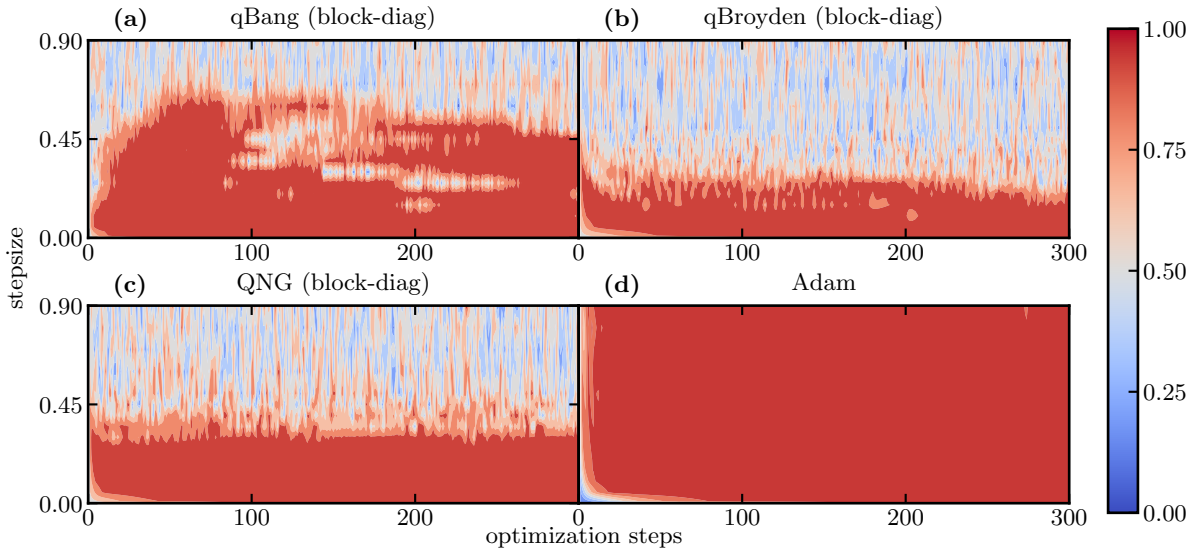 (a) qBang (block-diag)
(b) qBroyden (block-diag)
0.90
0.45
0.00
0 100 200 0 100 200 300
(c) QNG (block-diag)
(d) Adam
0.90
0.45
0.00
0 100 200 0 100 200 300
stepsize
optimization steps
1.00
0.75
0.50
0.25
0.00